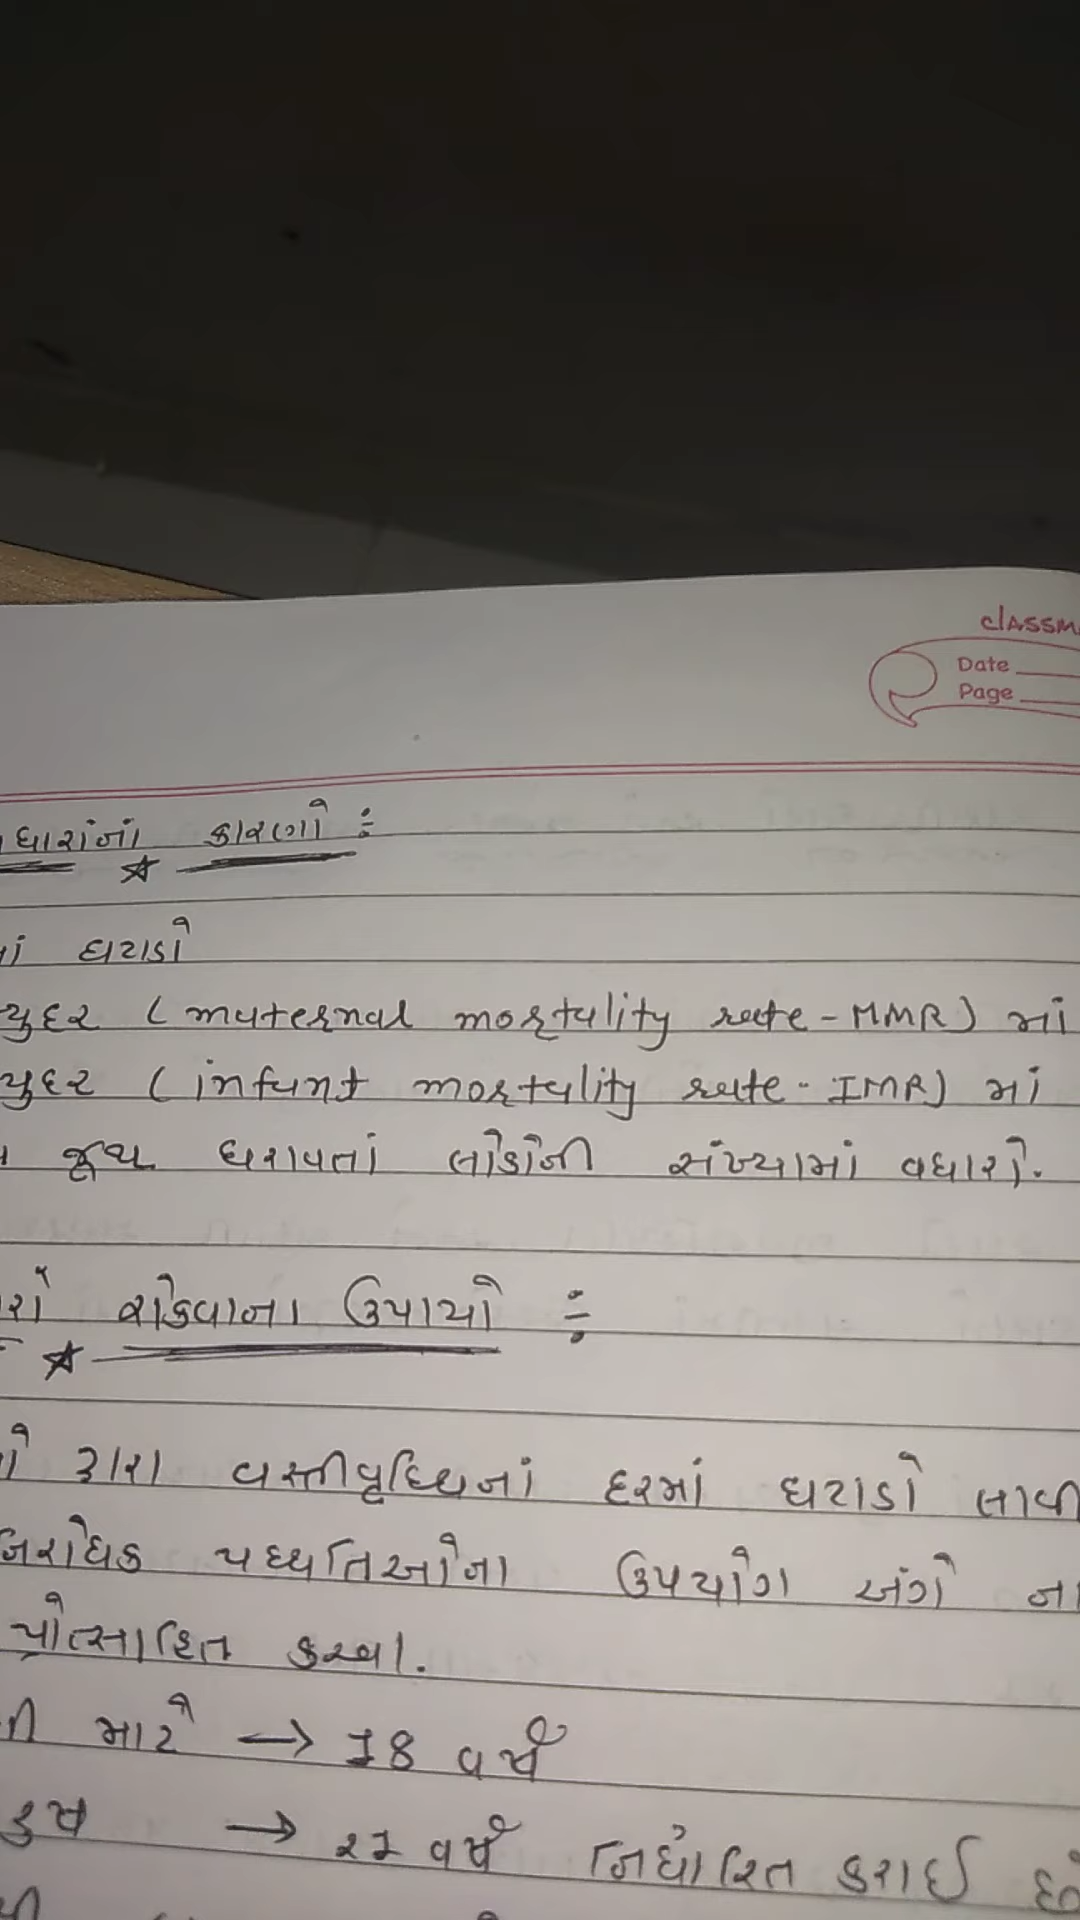 classm
Date
Page
ધારાંનાં કારણો ÷
માં ઘટાડો
ત્યુદર (maternal mortality rate - MMR) માં
ત્યુદર (infant mortality rate - IMR) માં
જૂથ ધરાવતાં લોકોની સંખ્યામાં વધારો.
રો રોકવાના ઉપાયો ÷
દ્વારા વસ્તીવૃધ્ધિનાં દરમાં ઘટાડો લાવી
નિરોધક પધ્ધતિઓના ઉપયોગ અંગે ના
પ્રોત્સાહિત કરવા.
ની માટે → 18 વર્ષ
રુષ → 21 વર્ષ નિર્ધારિત કરાઈ છે